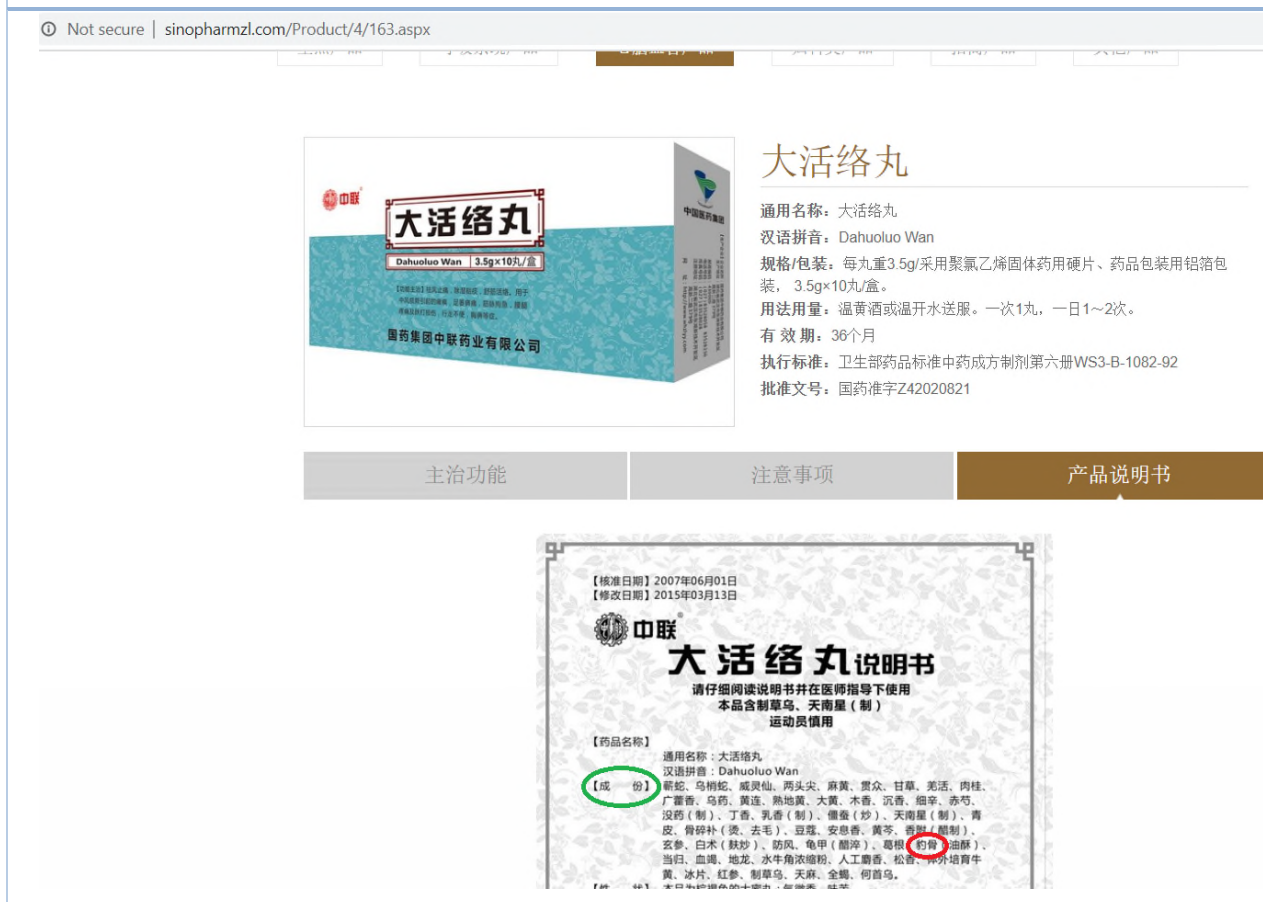 Not secure | sinopharmzl.com/Product/4/163.aspx
中联
大活络丸
Dahuoluo Wan 3.5g×10丸/盒
国药集团中联药业有限公司
中国医药集团
大活络丸
通用名称：大活络丸
汉语拼音：Dahuoluo Wan
规格/包装：每丸重3.5g/采用聚氯乙烯固体药用硬片、药品包装用铝箔包
装， 3.5g×10丸/盒。
用法用量：温黄酒或温开水送服。一次1丸，一日1～2次。
有 效 期：36个月
执行标准：卫生部药品标准中药成方制剂第六册WS3-B-1082-92
批准文号：国药准字Z42020821
主治功能
注意事项
产品说明书
【核准日期】2007年06月01日
【修改日期】2015年03月13日
中联
大活络丸说明书
请仔细阅读说明书并在医师指导下使用
本品含制草乌、天南星（制）
运动员慎用
【药品名称】
通用名称：大活络丸
汉语拼音：Dahuoluo Wan
【成 份】蕲蛇、乌梢蛇、威灵仙、两头尖、麻黄、贯众、甘草、羌活、肉桂、
广藿香、乌药、黄连、熟地黄、大黄、木香、沉香、细辛、赤芍、
没药（制）、丁香、乳香（制）、僵蚕（炒）、天南星（制）、青
皮、骨碎补（烫、去毛）、豆蔻、安息香、黄芩、香附（醋制）、
玄参、白术（麸炒）、防风、龟甲（醋淬）、葛根、豹骨（油酥）、
当归、血竭、地龙、水牛角浓缩粉、人工麝香、松香、体外培育牛
黄、冰片、红参、制草乌、天麻、全蝎、何首乌。